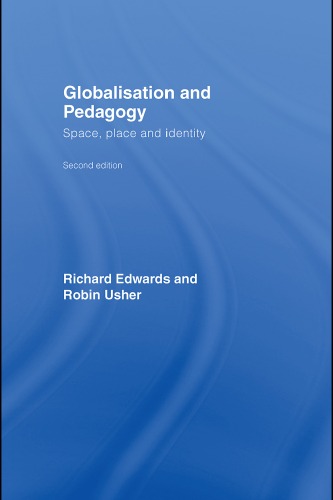 Globalisation and
Pedagogy
Space, place and identity
Second edition
Richard Edwards and
Robin Usher